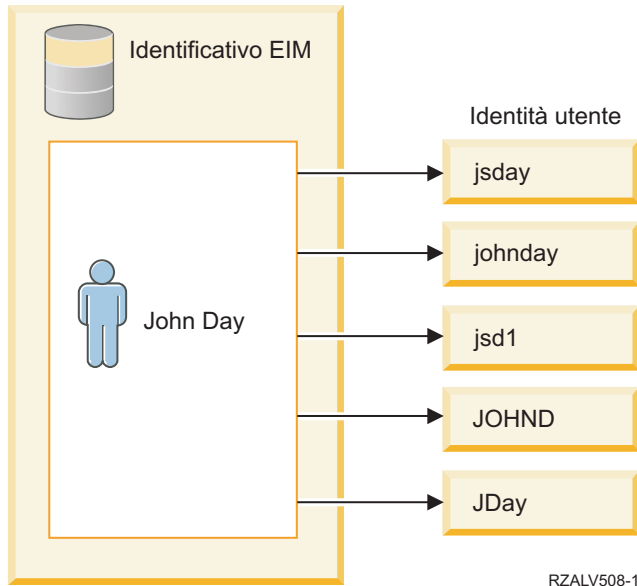 Identificativo EIM
Identità utente
jsday
johnday
John Day
jsd1
JOHND
JDay
RZALV508-1